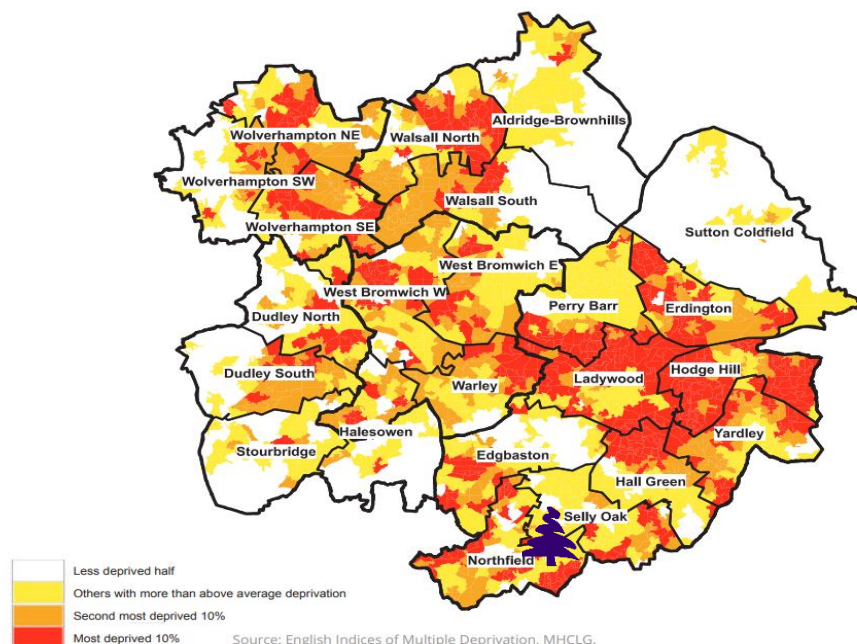 Aldridge-Brownhills
Wolverhampton NE
Walsall North
Wolverhampton SW
Walsall South
Wolverhampton SE
Sutton Coldfield
West Bromwich E
West Bromwich W
Perry Barr
Erdington
Dudley North
Dudley South
Warley
Ladywood
Hodge Hill
Yardley
Halesowen
Stourbridge
Edgbaston
Hall Green
Selly Oak
Northfield
Less deprived half
Others with more than above average deprivation
Second most deprived 10%
Most deprived 10%
Source: English Indices of Multiple Deprivation, MHCLG.